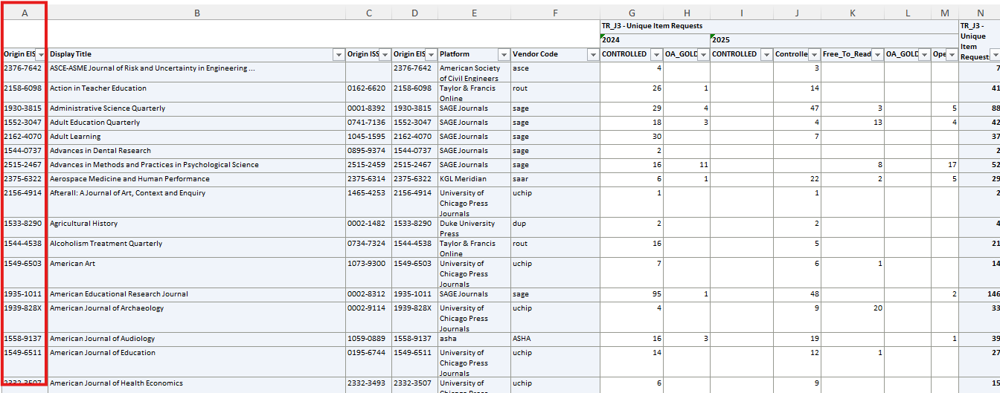 A B C D E F G H I J K L M N
TR_J3 - Unique Item Requests TR_J3 -
2024 2025 Unique
Item
Origin EIS Display Title Origin ISS Origin EIS Platform Vendor Code CONTROLLED OA_GOLD CONTROLLED Controlle Free_To_Read OA_GOLD Ope Request
2376-7642 ASCE-ASME Journal of Risk and Uncertainty in Engineering ... 2376-7642 American Society asce 4 3 7
of Civil Engineers
2158-6098 Action in Teacher Education 0162-6620 2158-6098 Taylor & Francis rout 26 1 14 41
Online
1930-3815 Administrative Science Quarterly 0001-8392 1930-3815 SAGE Journals sage 29 4 47 3 5 88
1552-3047 Adult Education Quarterly 0741-7136 1552-3047 SAGE Journals sage 18 3 4 13 4 42
2162-4070 Adult Learning 1045-1595 2162-4070 SAGE Journals sage 30 7 37
1544-0737 Advances in Dental Research 0895-9374 1544-0737 SAGE Journals sage 2 2
2515-2467 Advances in Methods and Practices in Psychological Science 2515-2459 2515-2467 SAGE Journals sage 16 11 8 17 52
2375-6322 Aerospace Medicine and Human Performance 2375-6314 2375-6322 KGL Meridian saar 6 1 22 2 5 29
2156-4914 Afterall: A Journal of Art, Context and Enquiry 1465-4253 2156-4914 University of uchip 1 1 2
Chicago Press
Journals
1533-8290 Agricultural History 0002-1482 1533-8290 Duke University dup 2 2 4
Press
1544-4538 Alcoholism Treatment Quarterly 0734-7324 1544-4538 Taylor & Francis rout 16 5 21
Online
1549-6503 American Art 1073-9300 1549-6503 University of uchip 7 6 1 14
Chicago Press
Journals
1935-1011 American Educational Research Journal 0002-8312 1935-1011 SAGE Journals sage 95 1 48 2 146
1939-828X American Journal of Archaeology 0002-9114 1939-828X University of uchip 4 9 20 33
Chicago Press
Journals
1558-9137 American Journal of Audiology 1059-0889 1558-9137 asha ASHA 16 3 19 1 39
1549-6511 American Journal of Education 0195-6744 1549-6511 University of uchip 14 12 1 27
Chicago Press
Journals
2332-3507 American Journal of Health Economics 2332-3493 2332-3507 University of uchip 6 9 15
Chicago Press